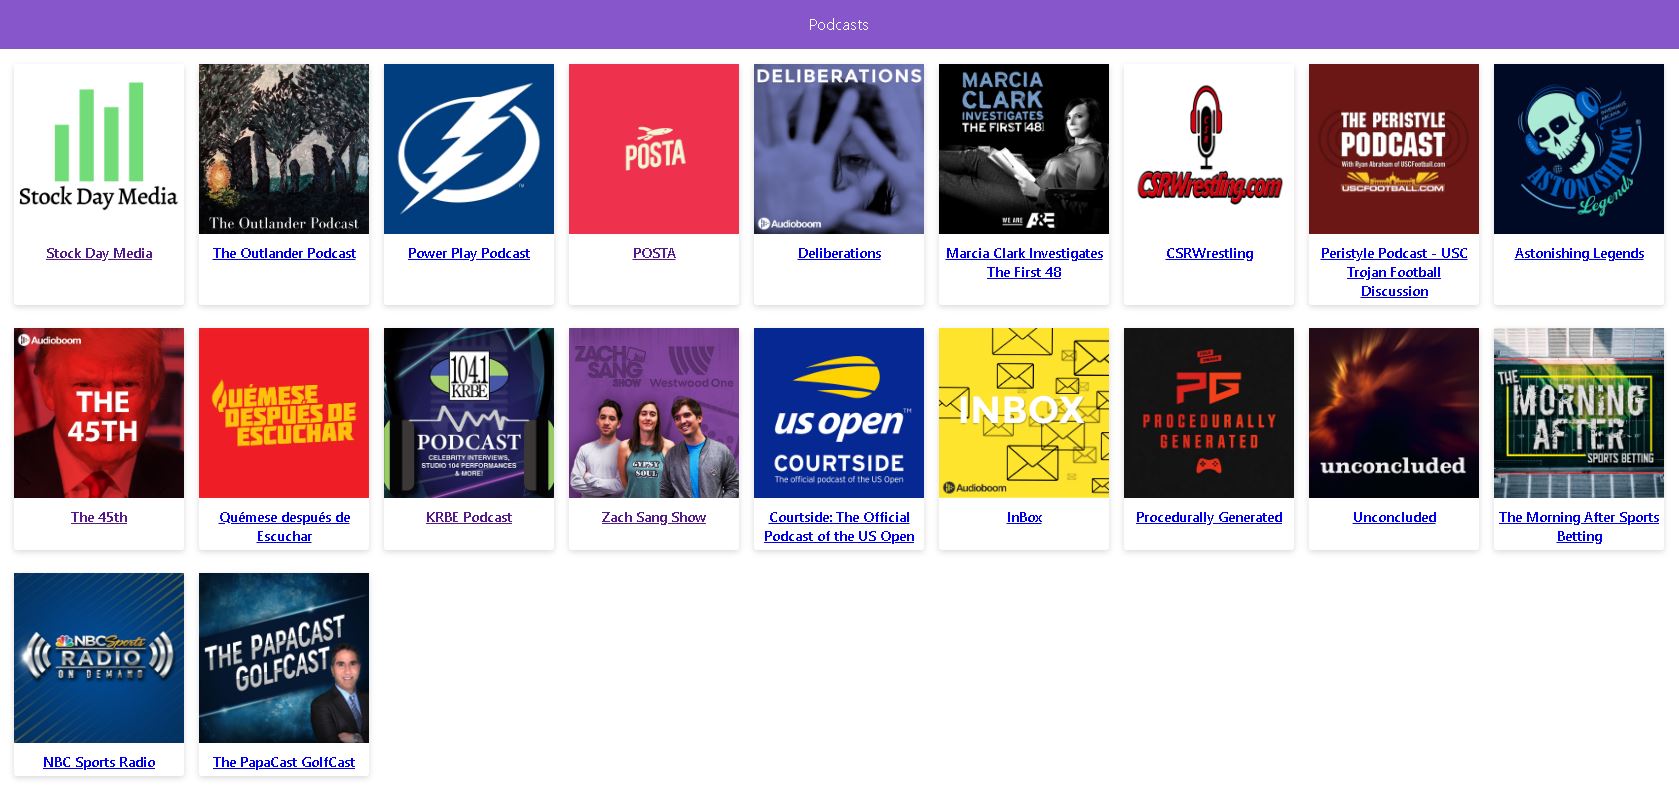 Podcasts
Stock Day Media
Stock Day Media
The Outlander Podcast
The Outlander Podcast
Power Play Podcast
POSTA
POSTA
DELIBERATIONS
Audioboom
Deliberations
MARCIA
CLARK
INVESTIGATES
THE FIRST [48]
WE ARE A&E
Marcia Clark Investigates
The First 48
CSRWrestling.com
CSRWrestling
THE PERISTYLE
PODCAST
With Ryan Abraham of USCFootball.com
USCFOOTBALL.COM
Peristyle Podcast - USC
Trojan Football
Discussion
ASTONISHING
Legends
Astonishing Legends
Audioboom
THE
45TH
The 45th
QUÉMESE
DESPUÉS DE
ESCUCHAR
Quémese después de
Escuchar
104.1
KRBE
PODCAST
CELEBRITY INTERVIEWS,
STUDIO 104 PERFORMANCES
& MORE!
KRBE Podcast
ZACH
SANG
SHOW
Westwood One
GYPSY
SOUL
Zach Sang Show
us open™
COURTSIDE
The official podcast of the US Open
Courtside: The Official
Podcast of the US Open
INBOX
Audioboom
InBox
PG
PROCEDURALLY
GENERATED
Procedurally Generated
unconcluded
Unconcluded
THE
MORNING
AFTER
SPORTS BETTING
The Morning After Sports
Betting
NBC Sports
RADIO
ON DEMAND
NBC Sports Radio
THE PAPACAST
GOLFCAST
The PapaCast GolfCast